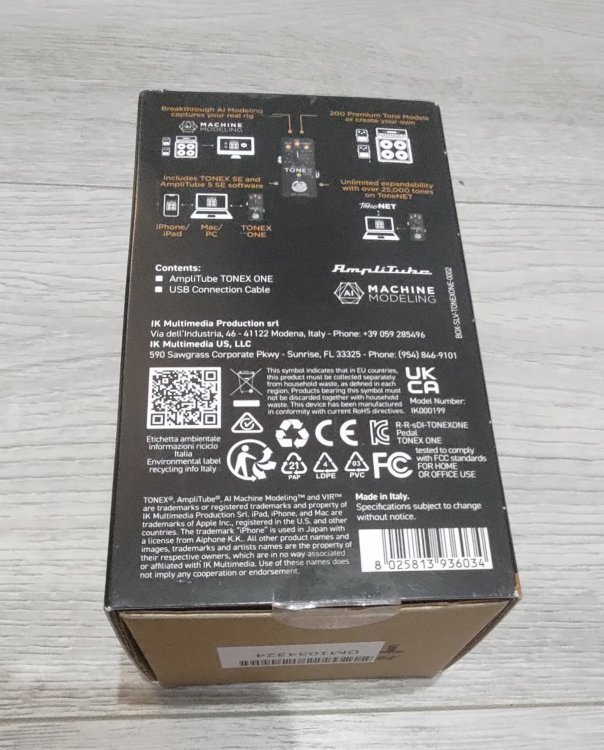 Breakthrough AI Modeling
captures your real rig
AI MACHINE
MODELING
200 Premium Tone Models
or create your own
TONEX
Includes TONEX SE and
AmpliTube 5 SE software
Unlimited expandability
with over 25,000 tones
on ToneNET
ToneNET
iPhone/
iPad
Mac/
PC
TONEX
ONE
Contents:
AmpliTube TONEX ONE
USB Connection Cable
AmpliTube
AI MACHINE
MODELING
BOX-SLV-TONEXONE-0002
IK Multimedia Production srl
Via dell'Industria, 46 - 41122 Modena, Italy - Phone: +39 059 285496
IK Multimedia US, LLC
590 Sawgrass Corporate Pkwy - Sunrise, FL 33325 - Phone: (954) 846-9101
This symbol indicates that in EU countries,
this product must be collected separately
from household waste, as defined in each
region. Products bearing this symbol must
not be discarded together with household
waste. This device has been manufactured
in conformity with current RoHS directives.
UK
CA
Model Number:
IK000199
Etichetta ambientale
informazioni riciclo
Italia
Environmental label
recycling info Italy
CE
R-R-sDI-TONEXONE
Pedal
TONEX ONE
21
PAP
4
LDPE
03
PVC
FC
tested to comply
with FCC standards
FOR HOME
OR OFFICE USE
TONEX®, AmpliTube®, AI Machine Modeling™ and VIR™
are trademarks or registered trademarks and property of
IK Multimedia Production Srl. iPad, iPhone, and Mac are
trademarks of Apple Inc., registered in the U.S. and other
countries. The trademark "iPhone" is used in Japan with
a license from Aiphone K.K.. All other product names and
images, trademarks and artists names are the property of
their respective owners, which are in no way associated
or affiliated with IK Multimedia. Use of these names does
not imply any cooperation or endorsement.
Made in Italy.
Specifications subject to change
without notice.
8 025813 936034
DM1034324